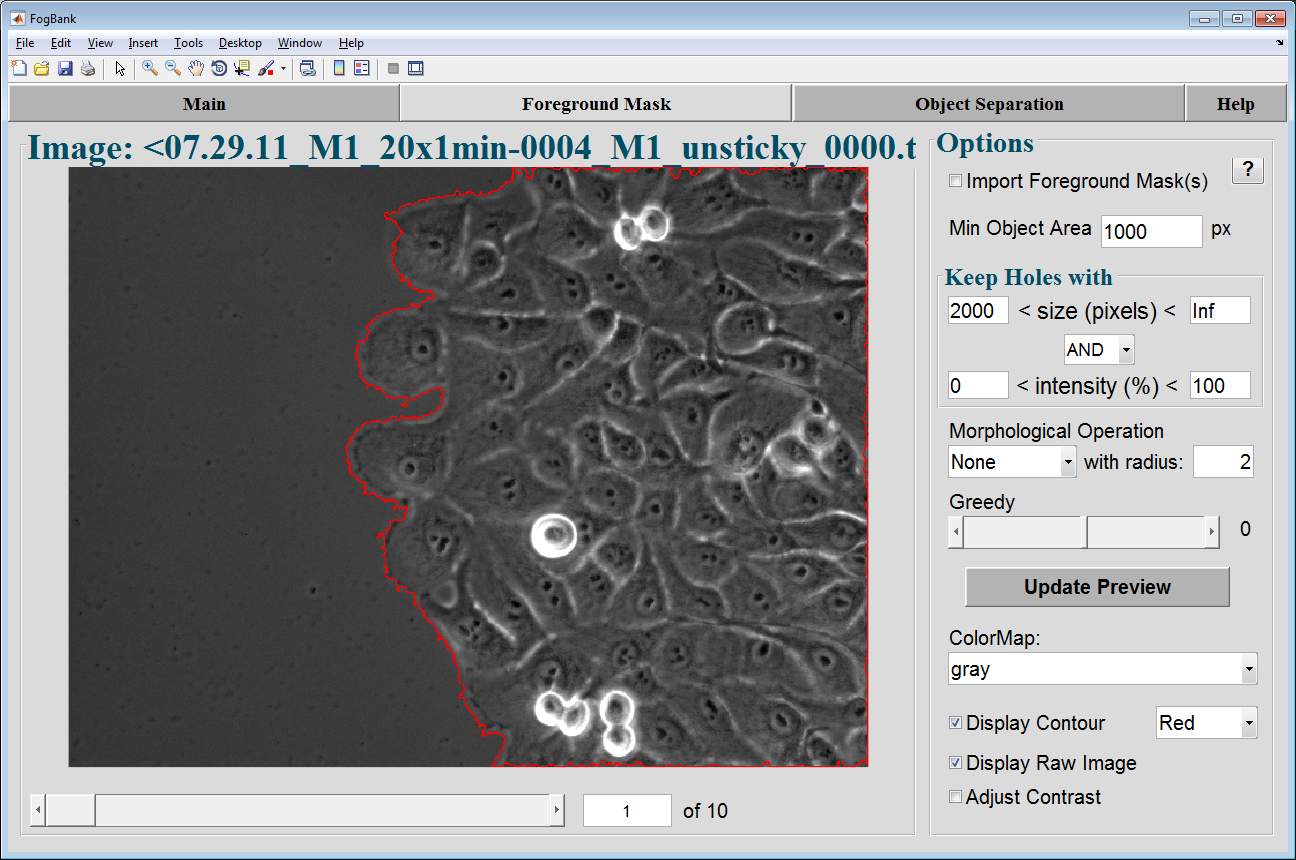 FogBank
File Edit View Insert Tools Desktop Window Help
Main Foreground Mask Object Separation Help
Image: <07.29.11_M1_20x1min-0004_M1_unsticky_0000.t
Options
Import Foreground Mask(s) ?
Min Object Area 1000 px
Keep Holes with
2000 < size (pixels) < Inf
AND
0 < intensity (%) < 100
Morphological Operation
None with radius: 2
Greedy
0
Update Preview
ColorMap:
gray
Display Contour Red
Display Raw Image
Adjust Contrast
1 of 10